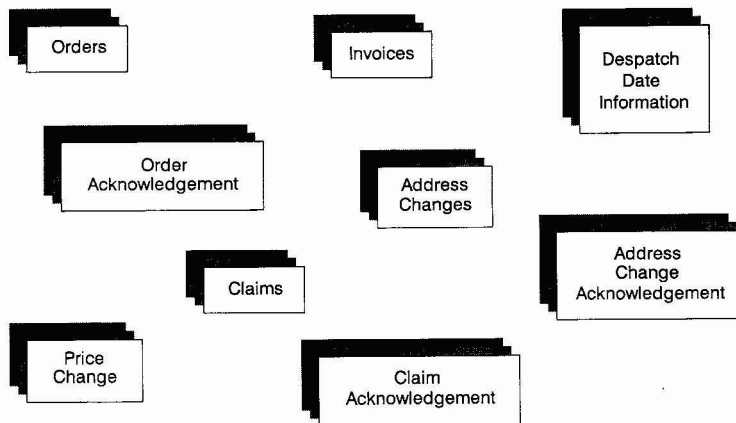 Orders
Invoices
Despatch
Date
Information
Order
Acknowledgement
Address
Changes
Address
Change
Acknowledgement
Claims
Price
Change
Claim
Acknowledgement